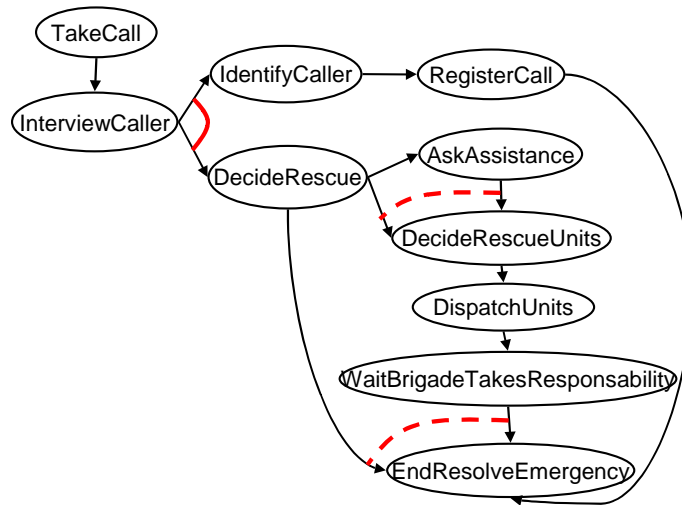 TakeCall
IdentifyCaller
RegisterCall
InterviewCaller
AskAssistance
DecideRescue
DecideRescueUnits
DispatchUnits
WaitBrigadeTakesResponsability
EndResolveEmergency